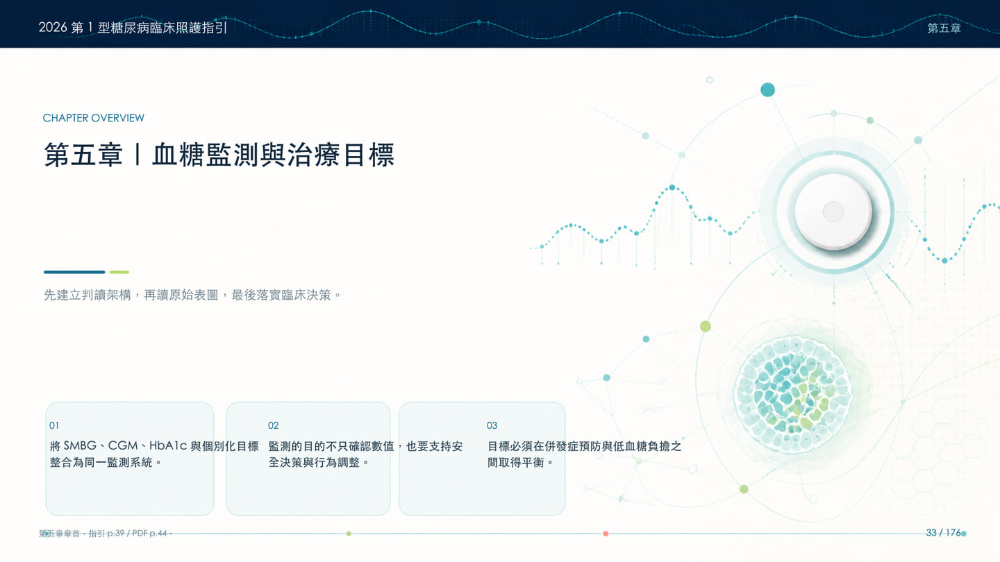 2026 第 1 型糖尿病臨床照護指引
第五章
CHAPTER OVERVIEW
第五章｜血糖監測與治療目標
先建立判讀架構，再讀原始表圖，最後落實臨床決策。
01
將 SMBG、CGM、HbA1c 與個別化目標
整合為同一監測系統。
02
監測的目的不只確認數值，也要支持安
全決策與行為調整。
03
目標必須在併發症預防與低血糖負擔之
間取得平衡。
第五章章首，指引 p.39 / PDF p.44。
33 / 176